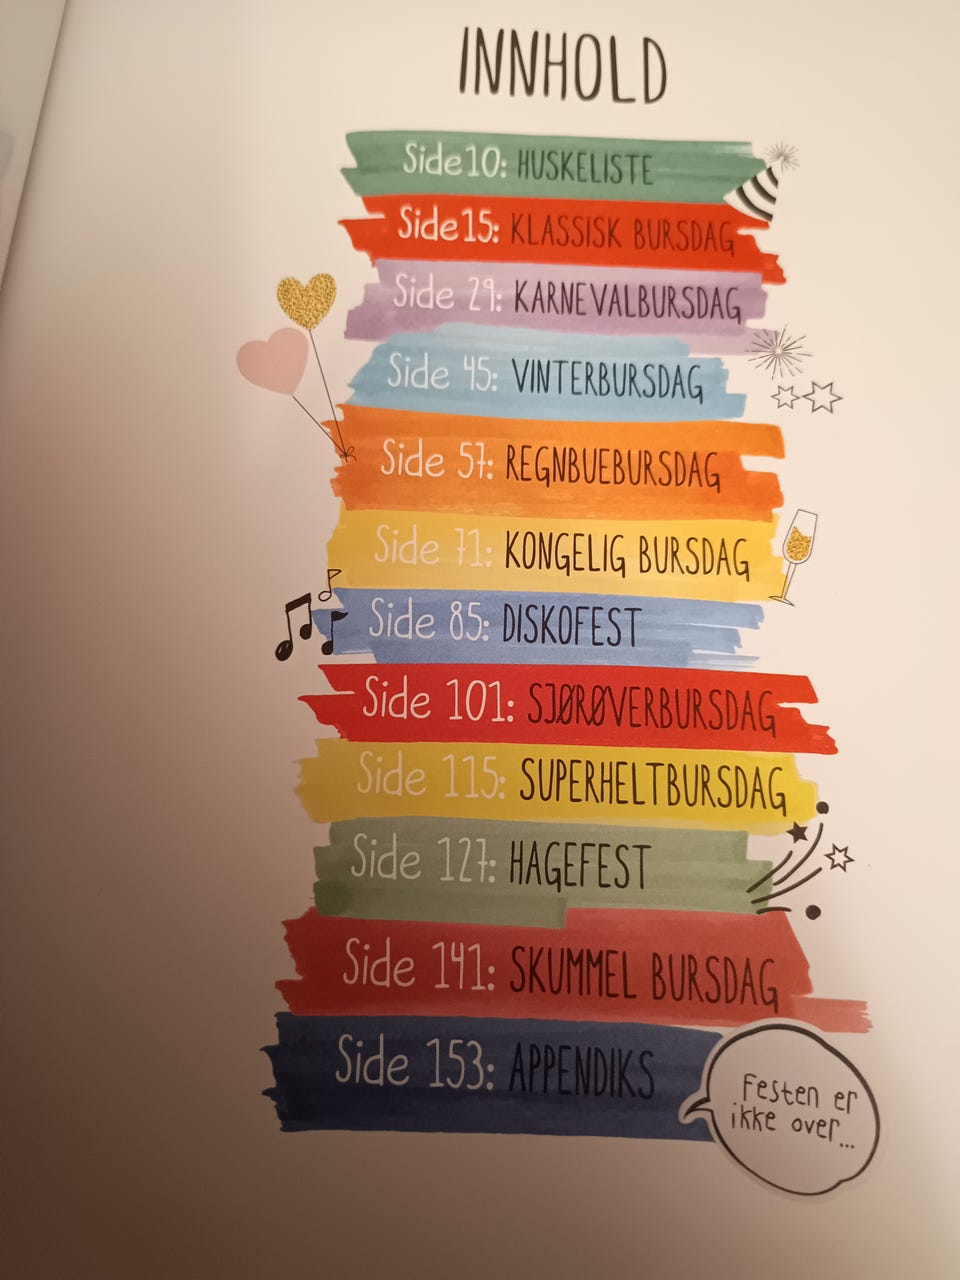 INNHOLD
Side 10: HUSKELISTE
Side 15: KLASSISK BURSDAG
Side 29: KARNEVALBURSDAG
Side 45: VINTERBURSDAG
Side 57: REGNBUEBURSDAG
Side 71: KONGELIG BURSDAG
Side 85: DISKOFEST
Side 101: SJØRØVERBURSDAG
Side 115: SUPERHELTBURSDAG
Side 127: HAGEFEST
Side 141: SKUMMEL BURSDAG
Side 153: APPENDIKS
Festen er
ikke over...